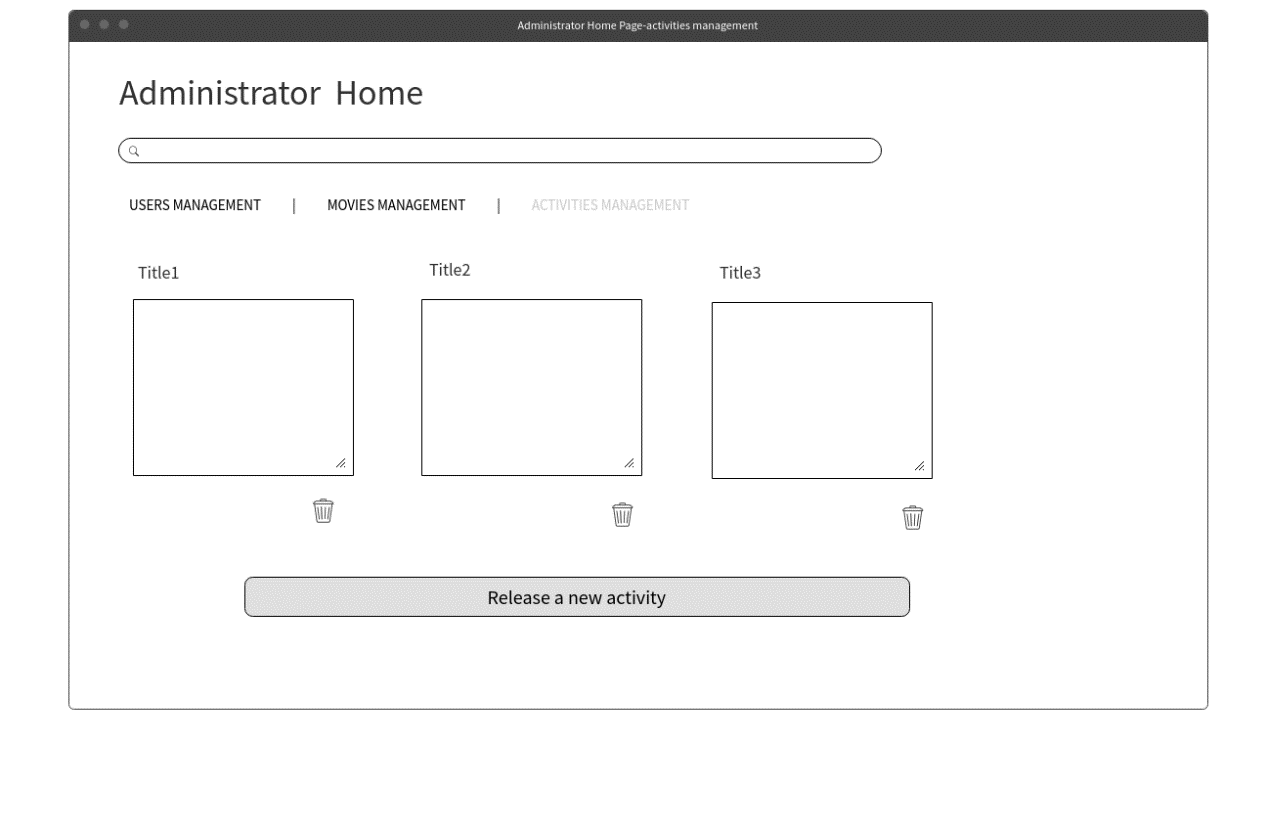 Administrator Home Page-activities management
Administrator Home
USERS MANAGEMENT | MOVIES MANAGEMENT | ACTIVITIES MANAGEMENT
Title1 Title2 Title3
Release a new activity